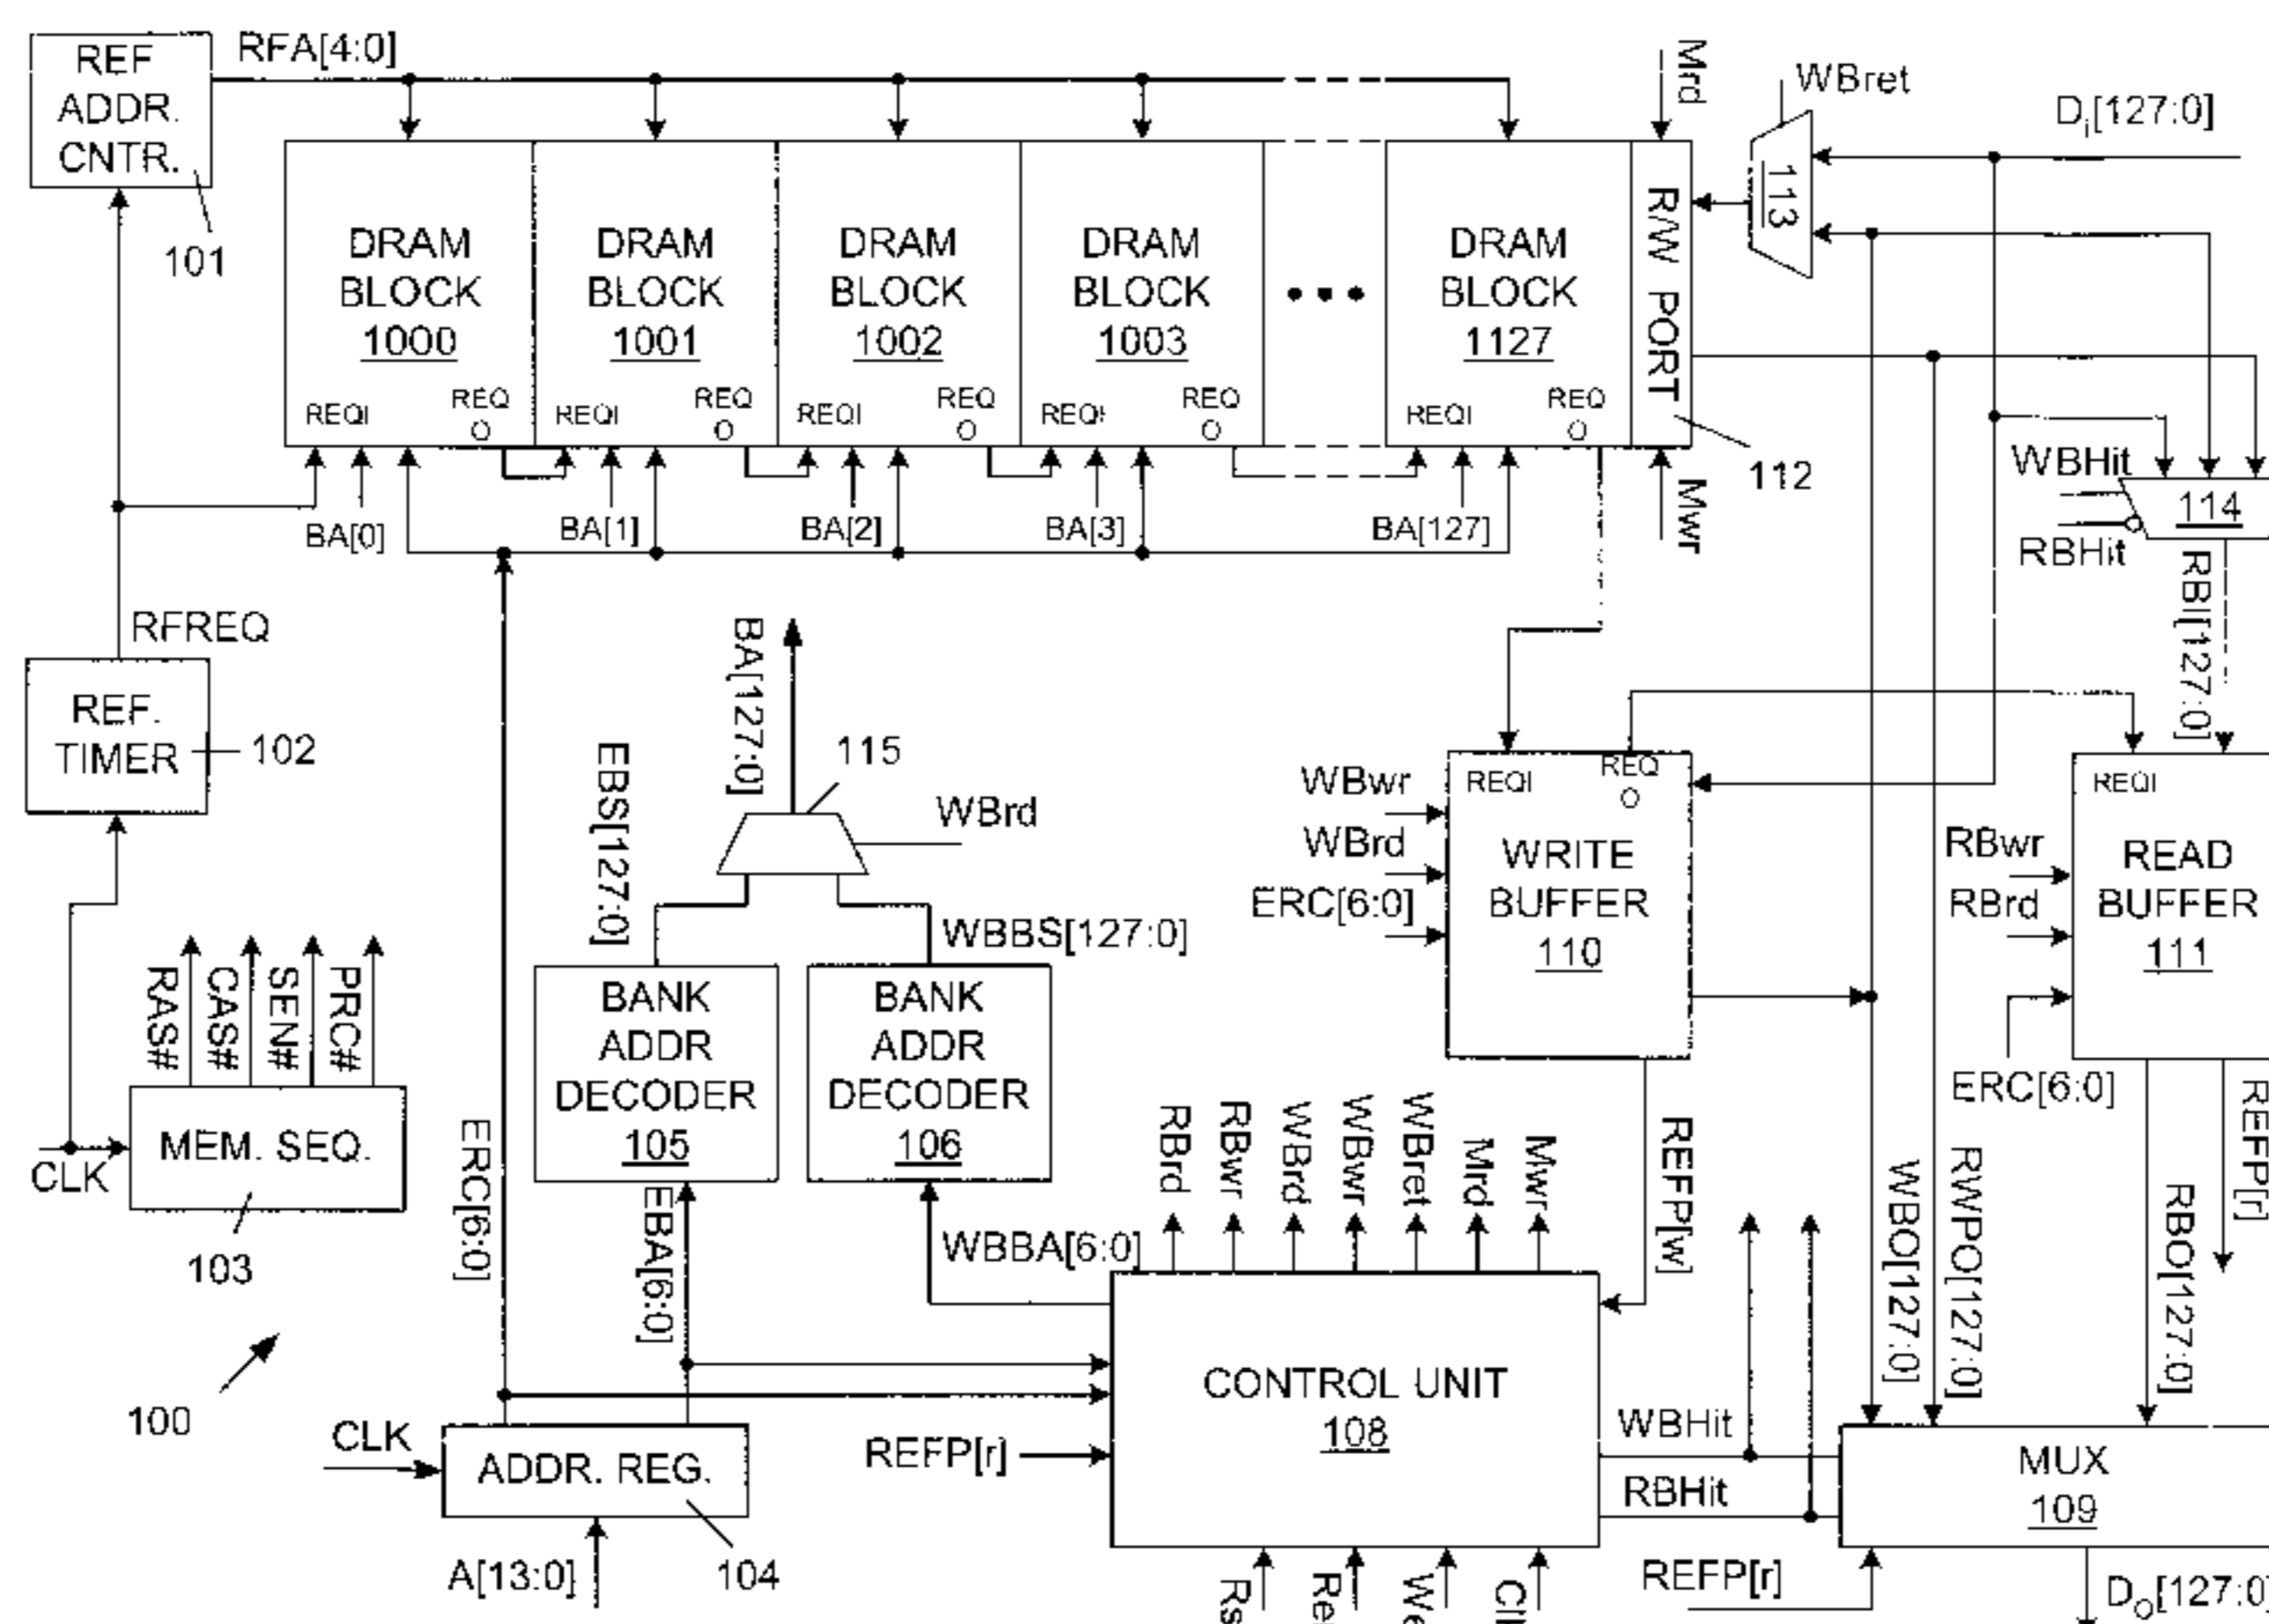 REF
ADDR.
CNTR.
101
RFA[4:0]
DRAM
BLOCK
1000
REQI
REQ
O
DRAM
BLOCK
1001
REQI
REQ
O
DRAM
BLOCK
1002
REQI
REQ
O
DRAM
BLOCK
1003
REQI
REQ
O
DRAM
BLOCK
1127
REQI
REQ
O
R/W PORT
112
Mrd
Mwr
WBret
113
Di[127:0]
BA[0]
BA[1]
BA[2]
BA[3]
BA[127]
WBHit
RBHit
114
RBI[127:0]
RFREQ
REF.
TIMER
102
BA[127:0]
115
WBrd
EBS[127:0]
WBBS[127:0]
RAS#
CAS#
SEN#
PRC#
MEM. SEQ.
CLK
103
BANK
ADDR
DECODER
105
BANK
ADDR
DECODER
106
WBwr
WBrd
ERC[6:0]
REQI
REQ
O
WRITE
BUFFER
110
RBwr
RBrd
REQI
READ
BUFFER
111
ERC[6:0]
ERC[6:0]
EBA[6:0]
WBBA[6:0]
RBrd
RBwr
WBrd
WBwr
WBret
Mrd
Mwr
REFP[w]
WBO[127:0]
RWPO[127:0]
RBO[127:0]
REFP[r]
100
CLK
ADDR. REG.
104
A[13:0]
REFP[r]
CONTROL UNIT
108
WBHit
RBHit
MUX
109
REFP[r]
Do[127:0]